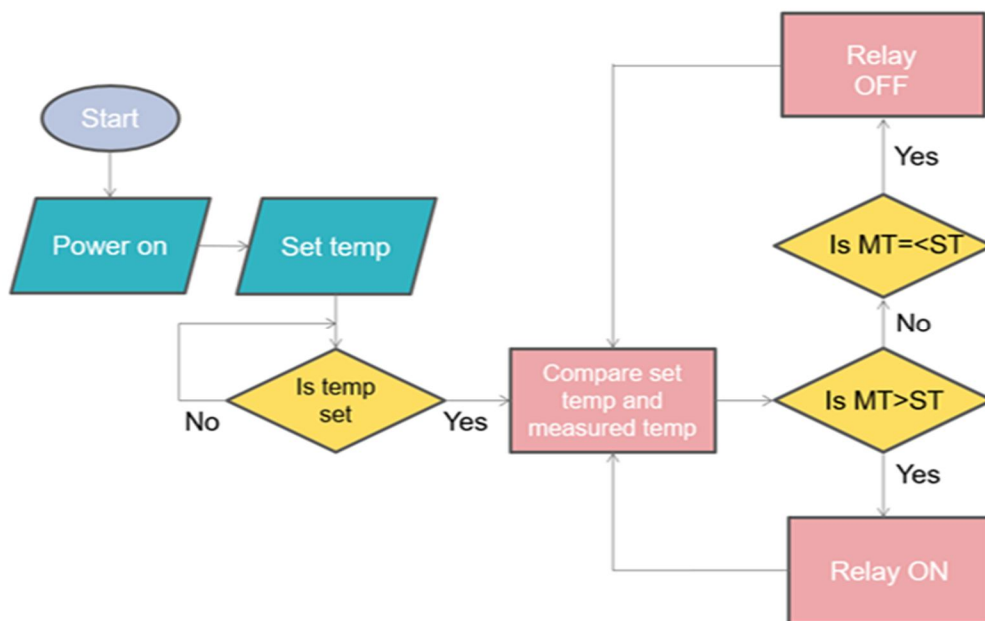 Start
Power on
Set temp
Is temp
set
No
Yes
Compare set
temp and
measured temp
Is MT>ST
No
Is MT=<ST
Yes
Relay
OFF
Yes
Relay ON